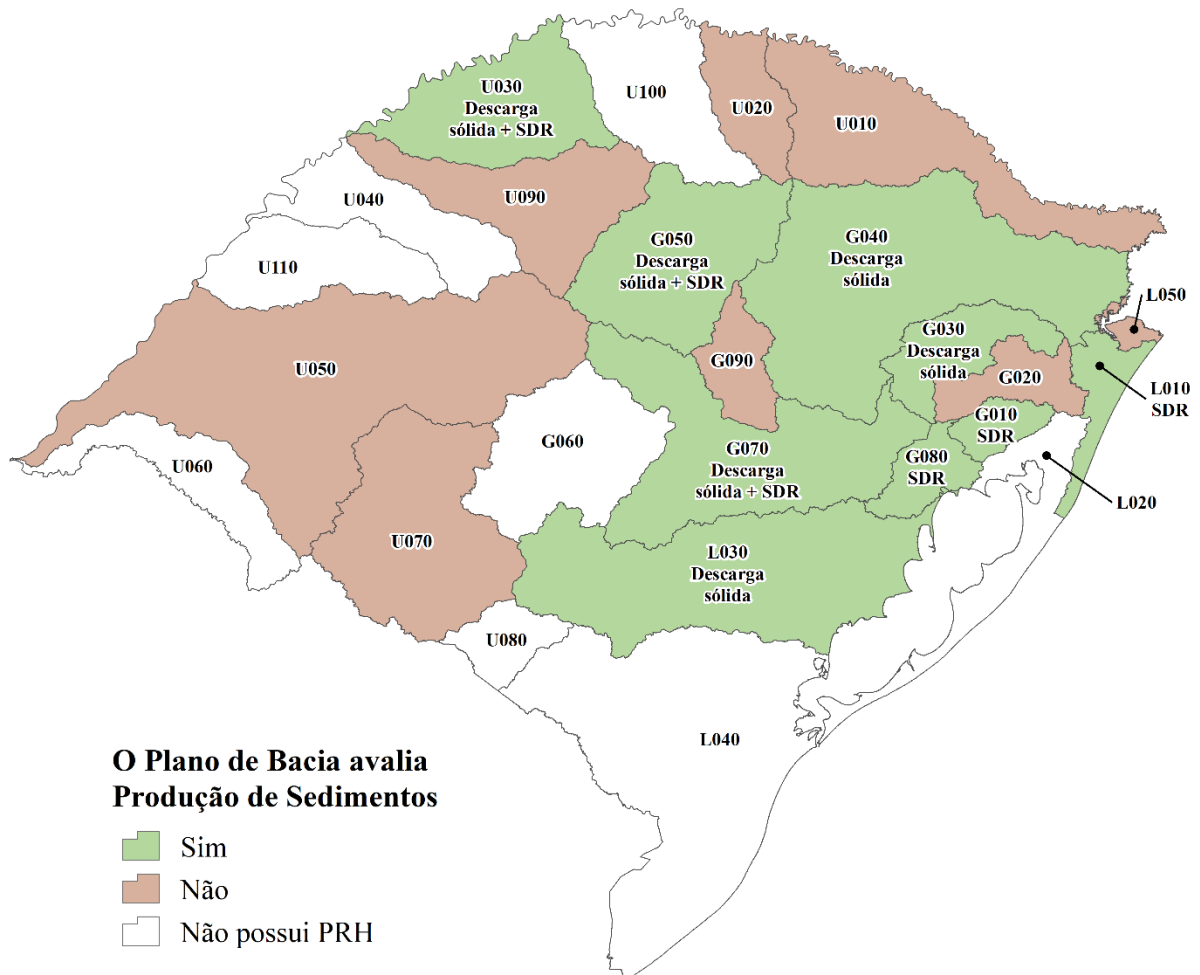 U030
Descarga
sólida + SDR
U100
U020
U010
U040
U090
U110
G050
Descarga
sólida + SDR
G040
Descarga
sólida
L050
U050
G090
G030
Descarga
sólida
G020
L010
SDR
G010
SDR
U060
G060
G070
Descarga
sólida + SDR
G080
SDR
L020
U070
L030
Descarga
sólida
U080
L040
O Plano de Bacia avalia
Produção de Sedimentos
Sim
Não
Não possui PRH